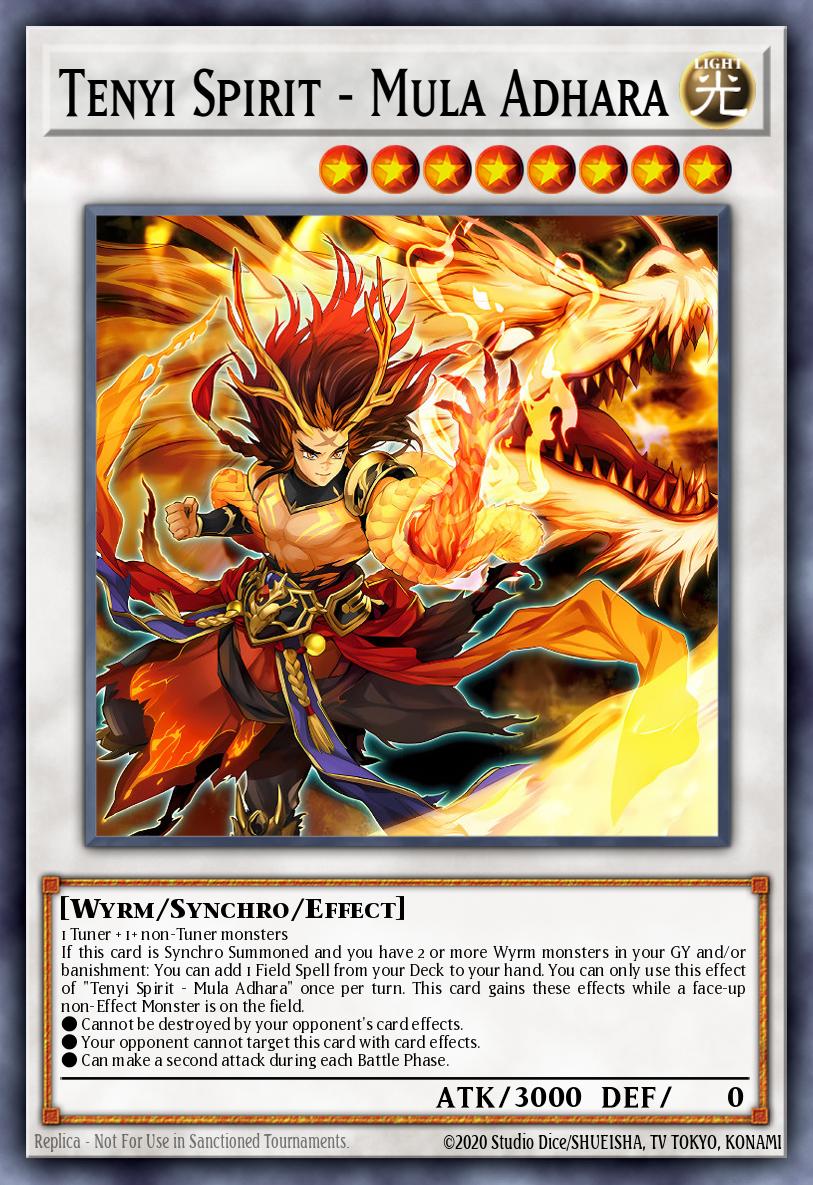 Tenyi Spirit - Mula Adhara
LIGHT
光
[Wyrm/Synchro/Effect]
1 Tuner + 1+ non-Tuner monsters
If this card is Synchro Summoned and you have 2 or more Wyrm monsters in your GY and/or
banishment: You can add 1 Field Spell from your Deck to your hand. You can only use this effect
of "Tenyi Spirit - Mula Adhara" once per turn. This card gains these effects while a face-up
non-Effect Monster is on the field.
● Cannot be destroyed by your opponent's card effects.
● Your opponent cannot target this card with card effects.
● Can make a second attack during each Battle Phase.
ATK/3000 DEF/ 0
Replica - Not For Use in Sanctioned Tournaments.
©2020 Studio Dice/SHUEISHA, TV TOKYO, KONAMI